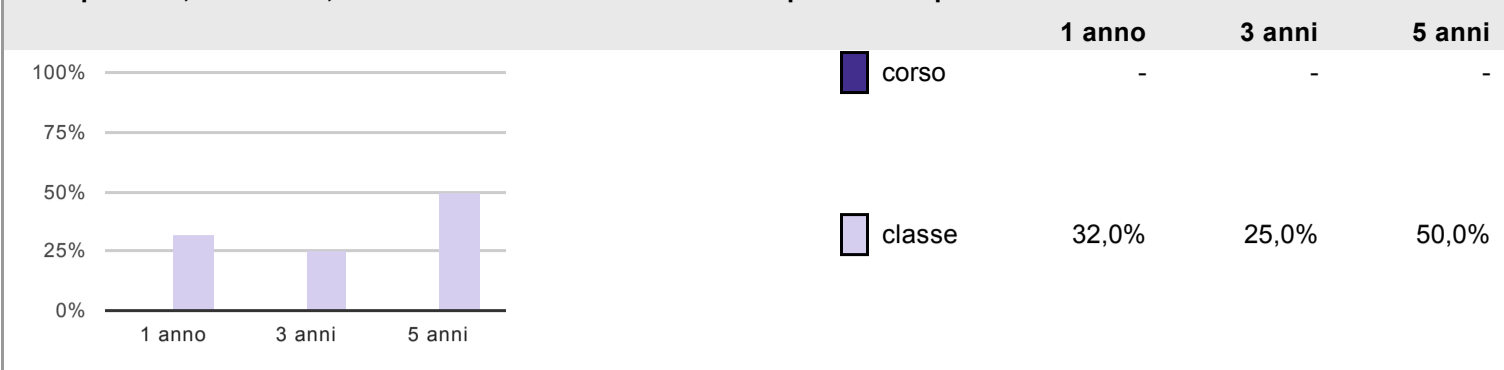 1 anno 3 anni 5 anni
100%
75%
50%
25%
0%
1 anno 3 anni 5 anni
corso - - -
classe 32,0% 25,0% 50,0%